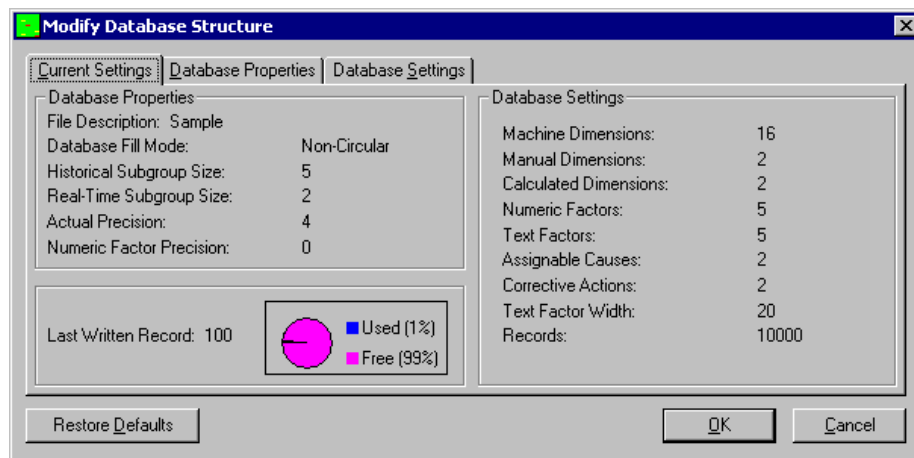 Modify Database Structure
Current Settings Database Properties Database Settings
Database Properties
File Description: Sample
Database Fill Mode: Non-Circular
Historical Subgroup Size: 5
Real-Time Subgroup Size: 2
Actual Precision: 4
Numeric Factor Precision: 0
Last Written Record: 100
Used (1%)
Free (99%)
Database Settings
Machine Dimensions: 16
Manual Dimensions: 2
Calculated Dimensions: 2
Numeric Factors: 5
Text Factors: 5
Assignable Causes: 2
Corrective Actions: 2
Text Factor Width: 20
Records: 10000
Restore Defaults OK Cancel